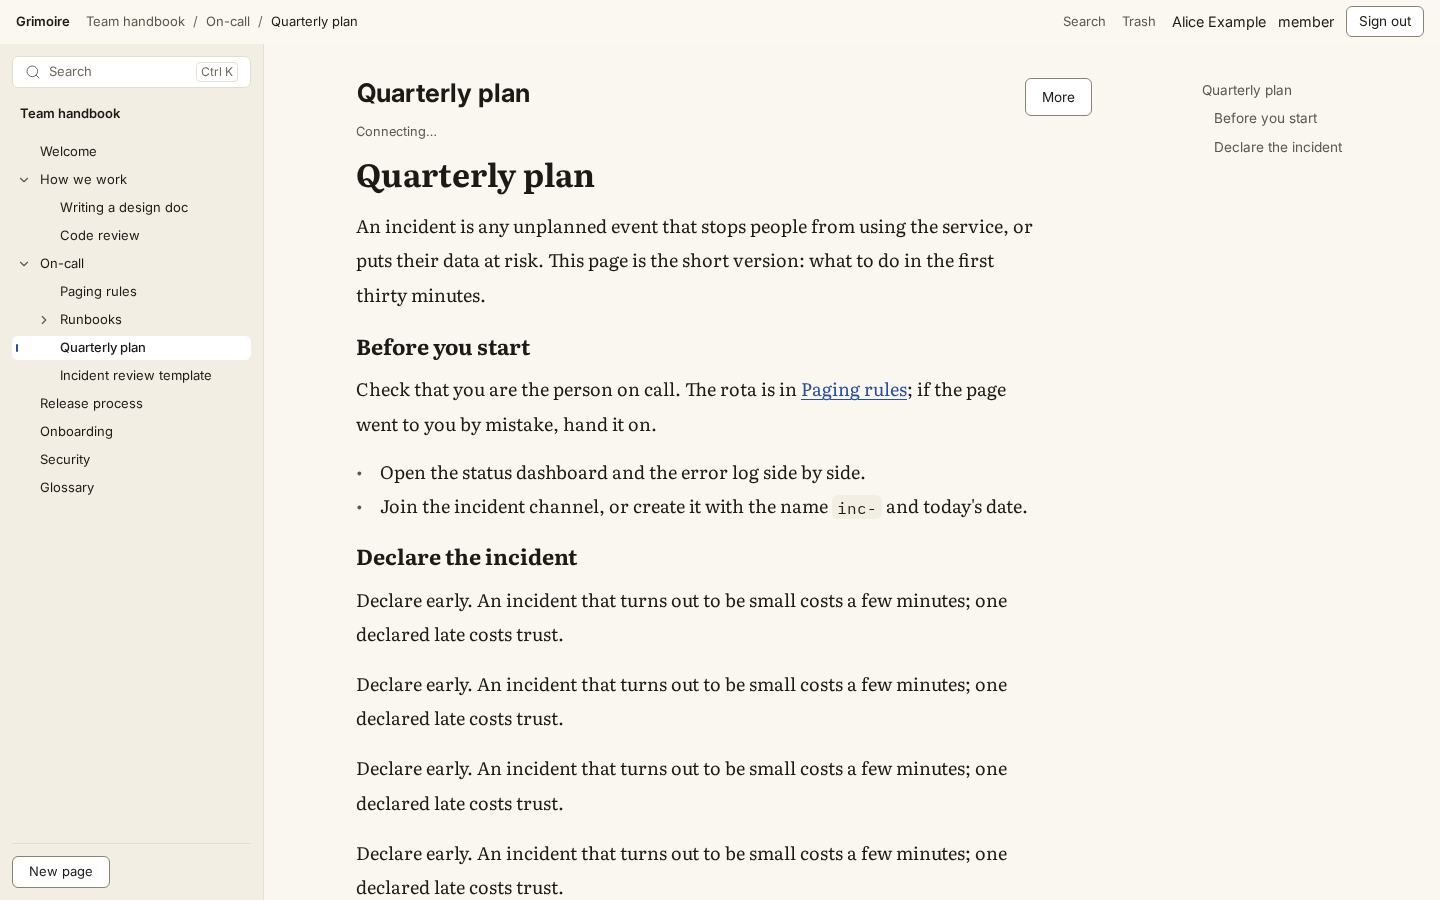 Grimoire Team handbook / On-call / Quarterly plan
Search Trash Alice Example member Sign out
Search Ctrl K
Team handbook
Welcome
How we work
Writing a design doc
Code review
On-call
Paging rules
Runbooks
Quarterly plan
Incident review template
Release process
Onboarding
Security
Glossary
New page
Quarterly plan
More
Connecting…
Quarterly plan
An incident is any unplanned event that stops people from using the service, or
puts their data at risk. This page is the short version: what to do in the first
thirty minutes.
Before you start
Check that you are the person on call. The rota is in Paging rules; if the page
went to you by mistake, hand it on.
• Open the status dashboard and the error log side by side.
• Join the incident channel, or create it with the name inc- and today's date.
Declare the incident
Declare early. An incident that turns out to be small costs a few minutes; one
declared late costs trust.
Declare early. An incident that turns out to be small costs a few minutes; one
declared late costs trust.
Declare early. An incident that turns out to be small costs a few minutes; one
declared late costs trust.
Declare early. An incident that turns out to be small costs a few minutes; one
declared late costs trust.
Quarterly plan
Before you start
Declare the incident